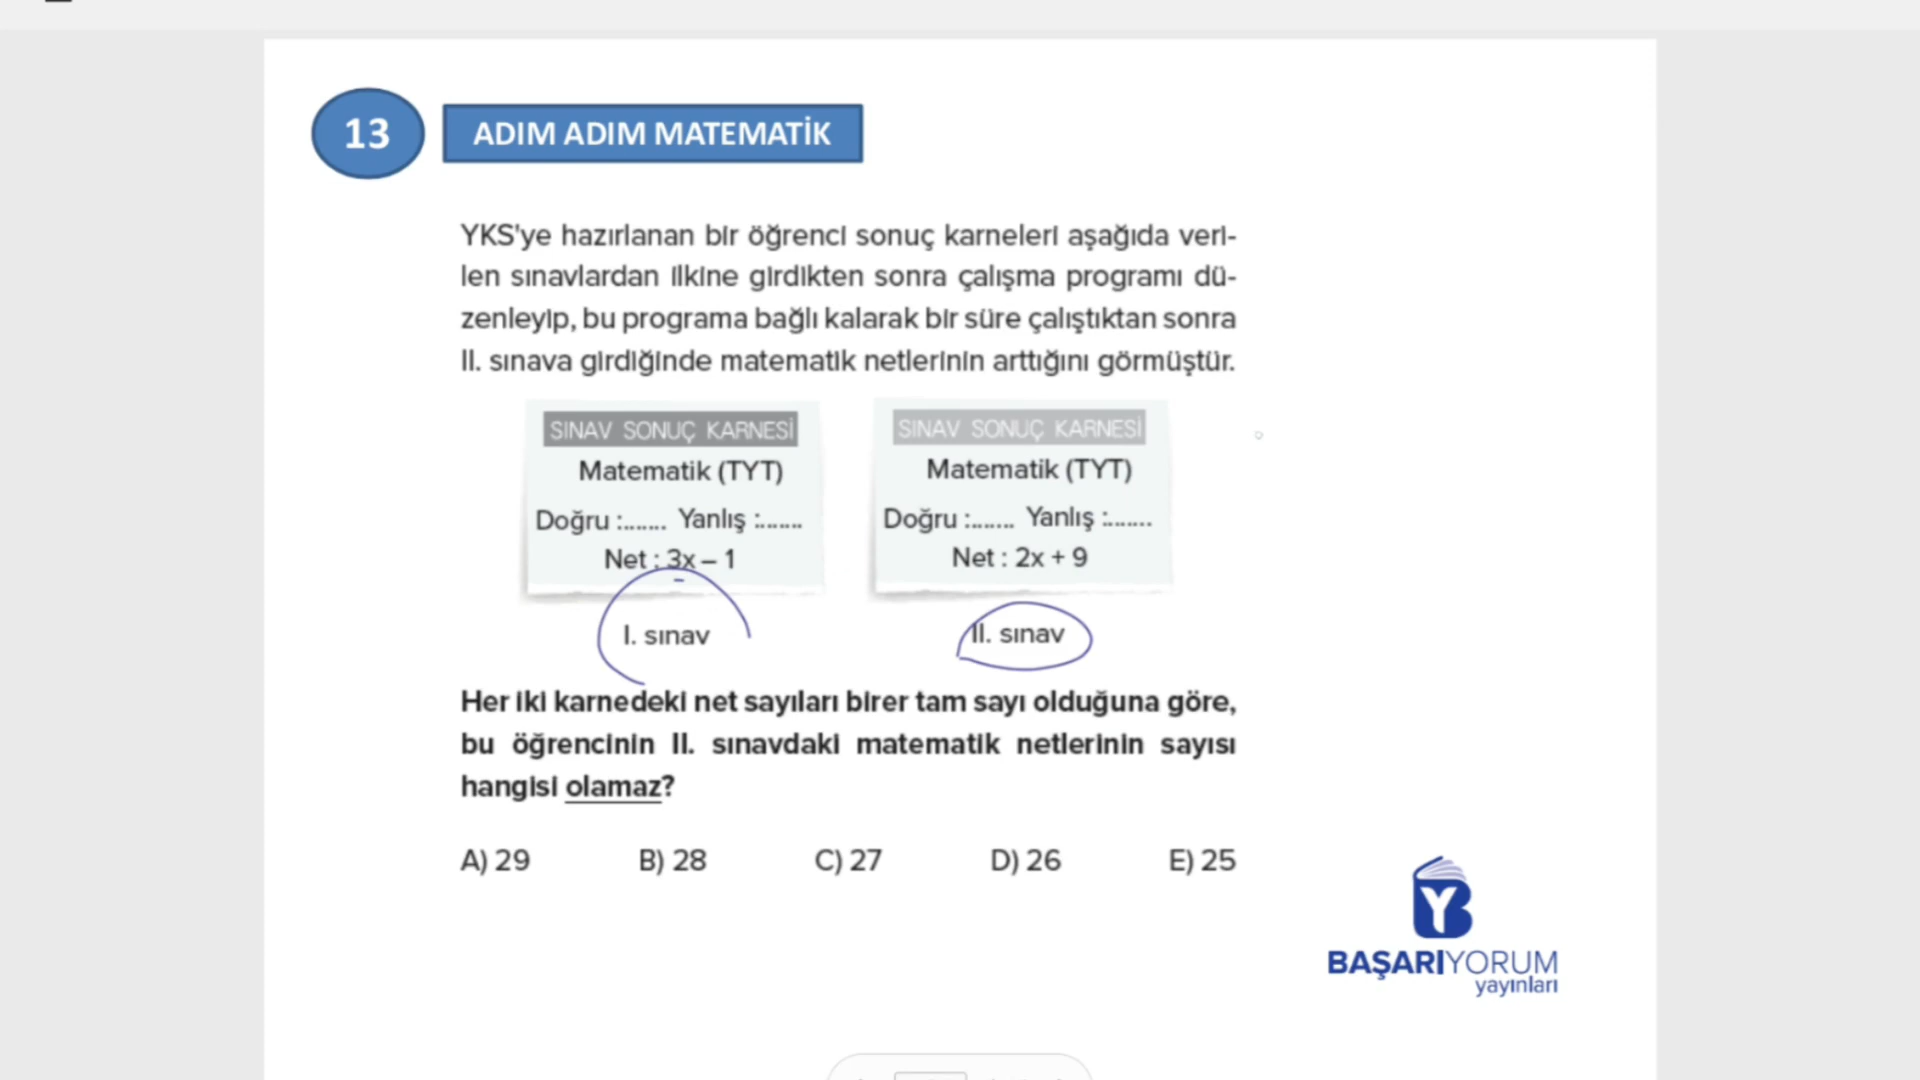 13
ADIM ADIM MATEMATİK
YKS'ye hazırlanan bir öğrenci sonuç karneleri aşağıda veri-
len sınavlardan ilkine girdikten sonra çalışma programı dü-
zenleyip, bu programa bağlı kalarak bir süre çalıştıktan sonra
II. sınava girdiğinde matematik netlerinin arttığını görmüştür.
SINAV SONUÇ KARNESİ
Matematik (TYT)
Doğru :....... Yanlış :.......
Net : 3x – 1
I. sınav
SINAV SONUÇ KARNESİ
Matematik (TYT)
Doğru :....... Yanlış :.......
Net : 2x + 9
II. sınav
Her iki karnedeki net sayıları birer tam sayı olduğuna göre,
bu öğrencinin II. sınavdaki matematik netlerinin sayısı
hangisi olamaz?
A) 29 B) 28 C) 27 D) 26 E) 25
BAŞARIYORUM
yayınları